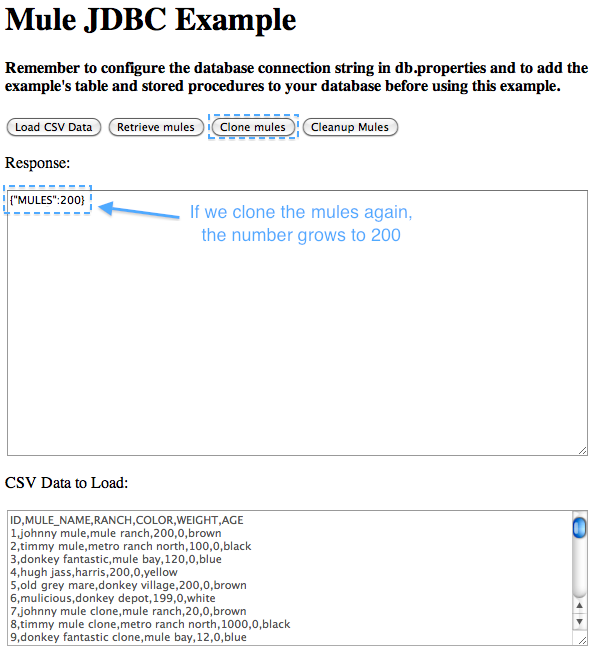 Mule JDBC Example
Remember to configure the database connection string in db.properties and to add the
example's table and stored procedures to your database before using this example.
Load CSV Data Retrieve mules Clone mules Cleanup Mules
Response:
{"MULES":200}
If we clone the mules again,
the number grows to 200
CSV Data to Load:
ID,MULE_NAME,RANCH,COLOR,WEIGHT,AGE
1,johnny mule,mule ranch,200,0,brown
2,timmy mule,metro ranch north,100,0,black
3,donkey fantastic,mule bay,120,0,blue
4,hugh jass,harris,200,0,yellow
5,old grey mare,donkey village,200,0,brown
6,mulicious,donkey depot,199,0,white
7,johnny mule clone,mule ranch,20,0,brown
8,timmy mule clone,metro ranch north,1000,0,black
9,donkey fantastic clone,mule bay,12,0,blue